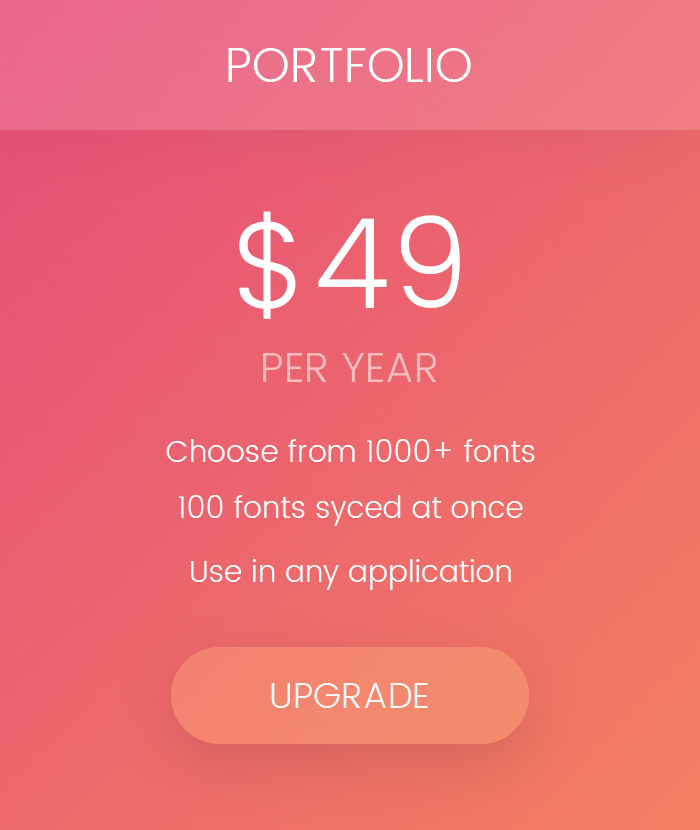 PORTFOLIO
$49
PER YEAR
Choose from 1000+ fonts
100 fonts syced at once
Use in any application
UPGRADE